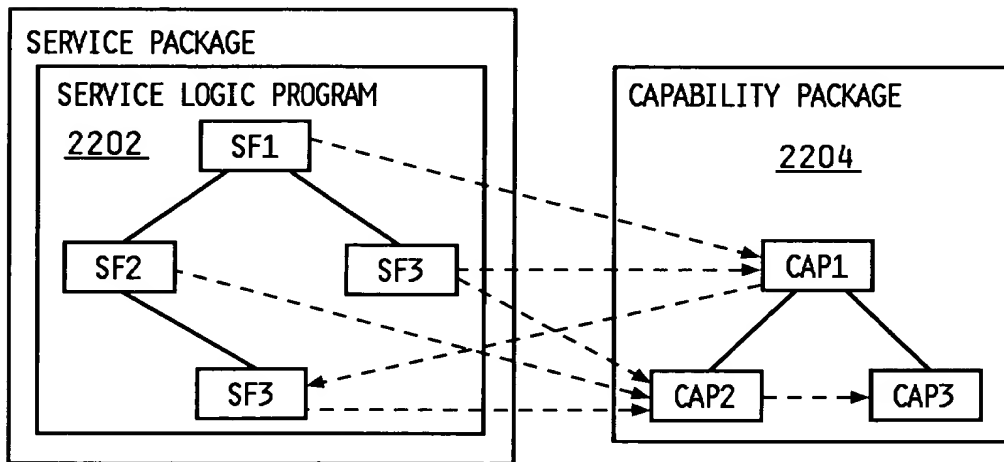 SERVICE PACKAGE
SERVICE LOGIC PROGRAM
2202
SF1
SF2
SF3
SF3
CAPABILITY PACKAGE
2204
CAP1
CAP2
CAP3